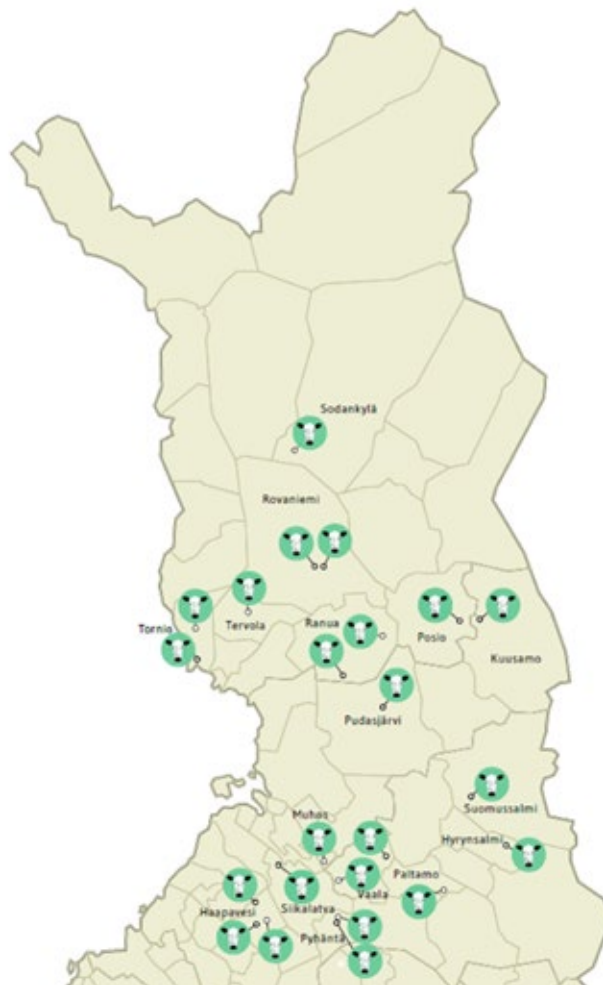 Sodankylä
Rovaniemi
Tornio
Tervola
Ranua
Posio
Kuusamo
Pudasjärvi
Suomussalmi
Muhos
Hyrynsalmi
Paltamo
Vaala
Haapavesi
Siikalatva
Pyhäntä